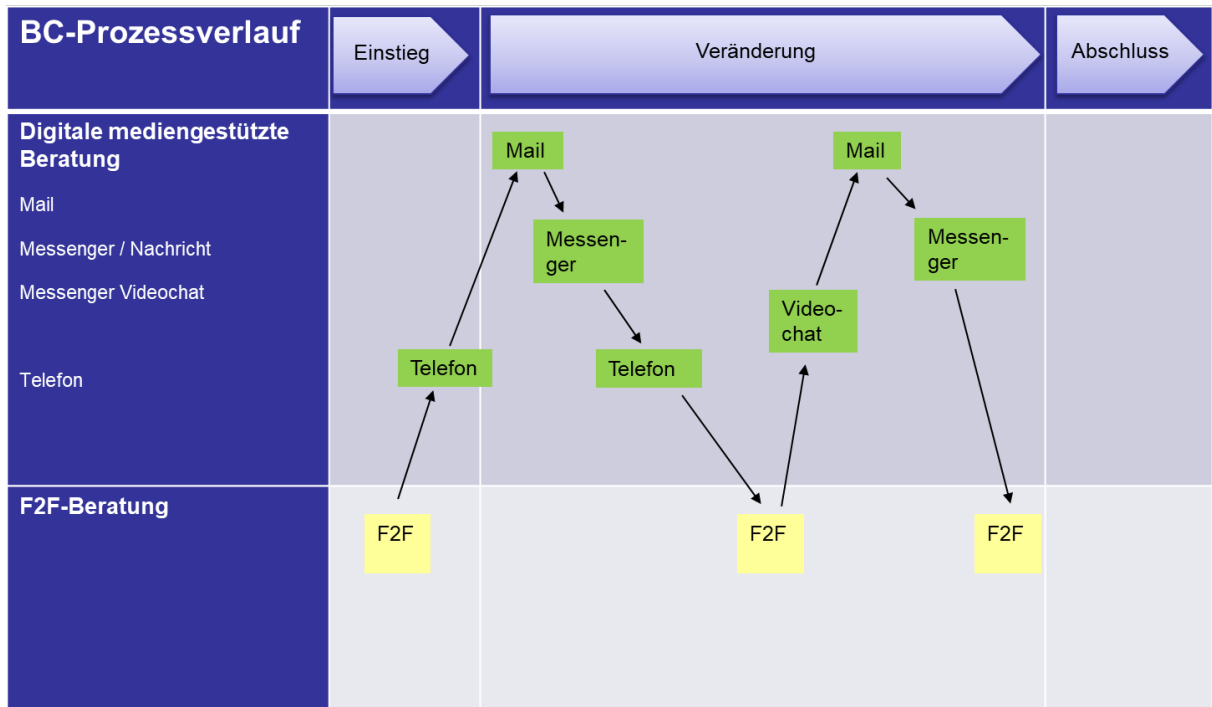 BC-Prozessverlauf
Einstieg
Veränderung
Abschluss
Digitale mediengestützte
Beratung
Mail
Messenger / Nachricht
Messenger Videochat
Telefon
Mail
Messen-
ger
Telefon
Telefon
Mail
Messen-
ger
Video-
chat
F2F-Beratung
F2F
F2F
F2F